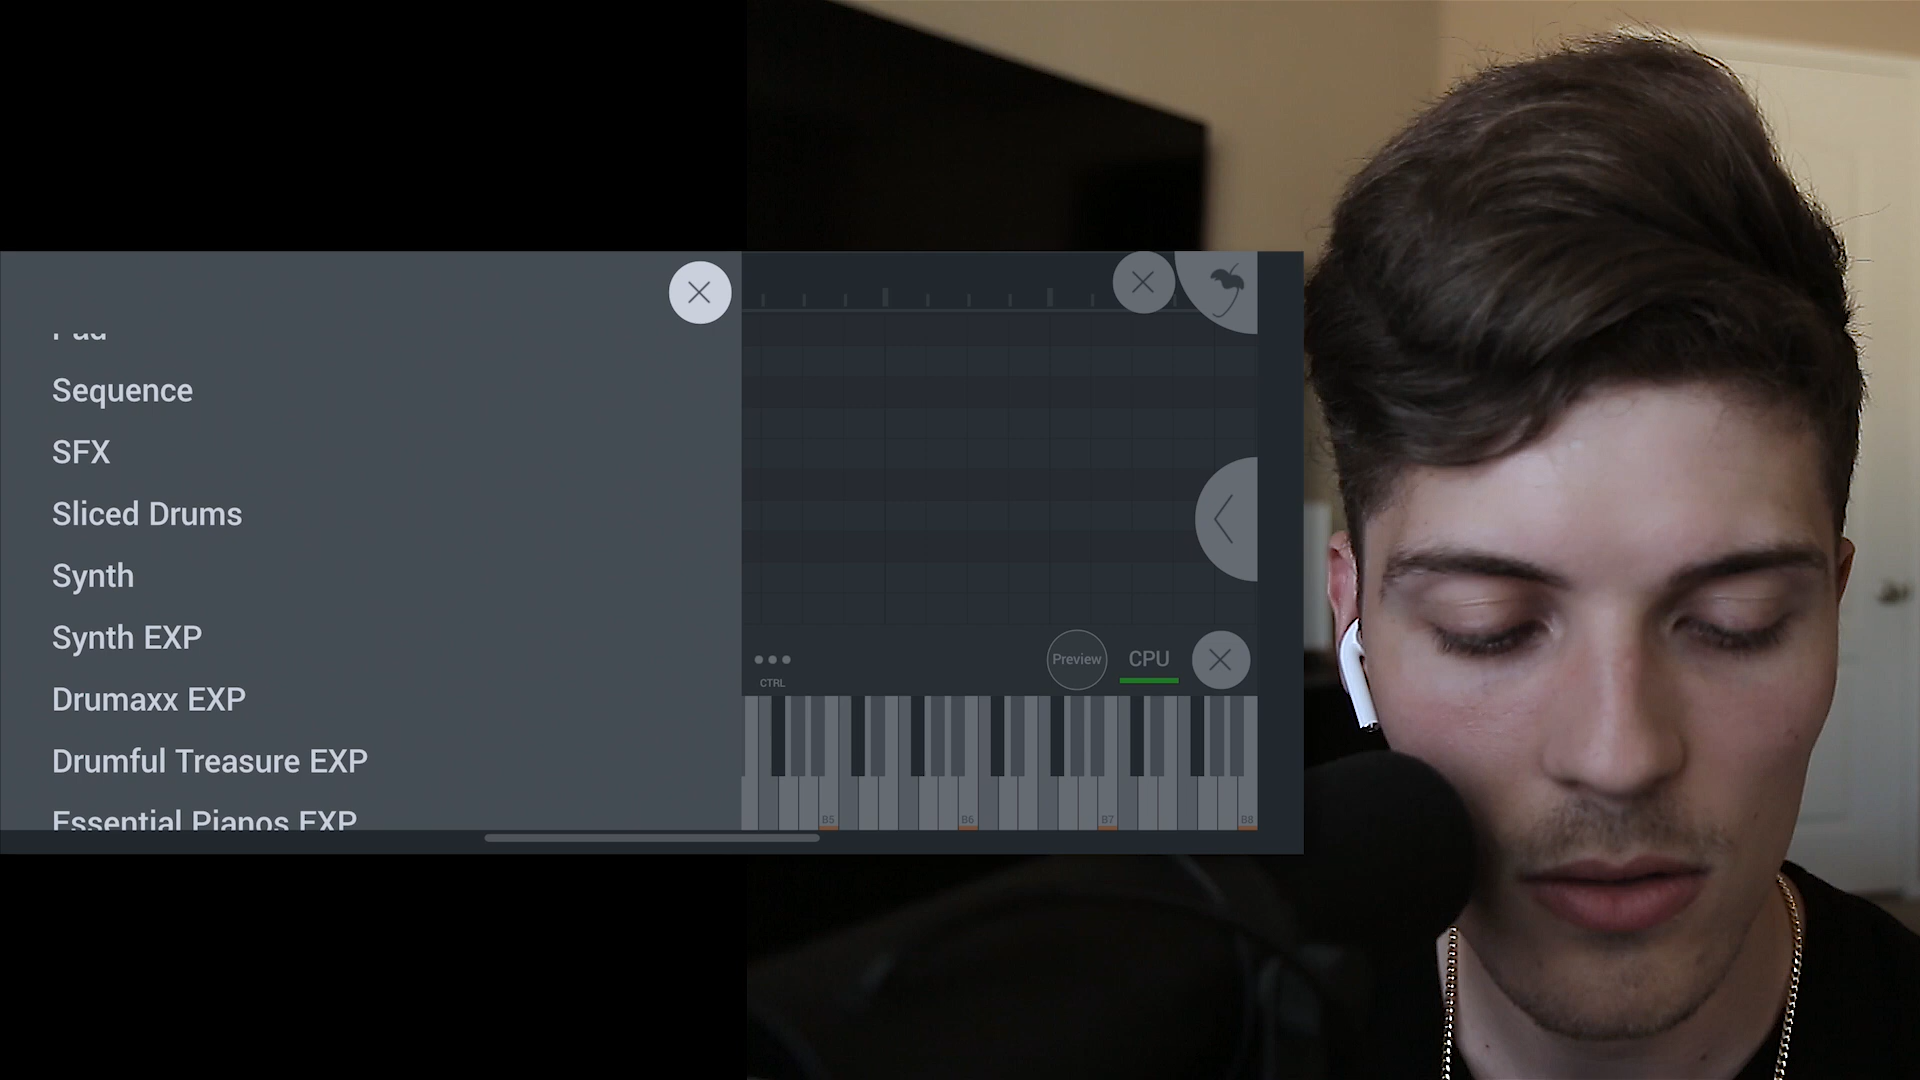 Pad
Sequence
SFX
Sliced Drums
Synth
Synth EXP
Drumaxx EXP
Drumful Treasure EXP
Essential Pianos EXP
Preview
CPU
CTRL
B5
B6
B7
B8